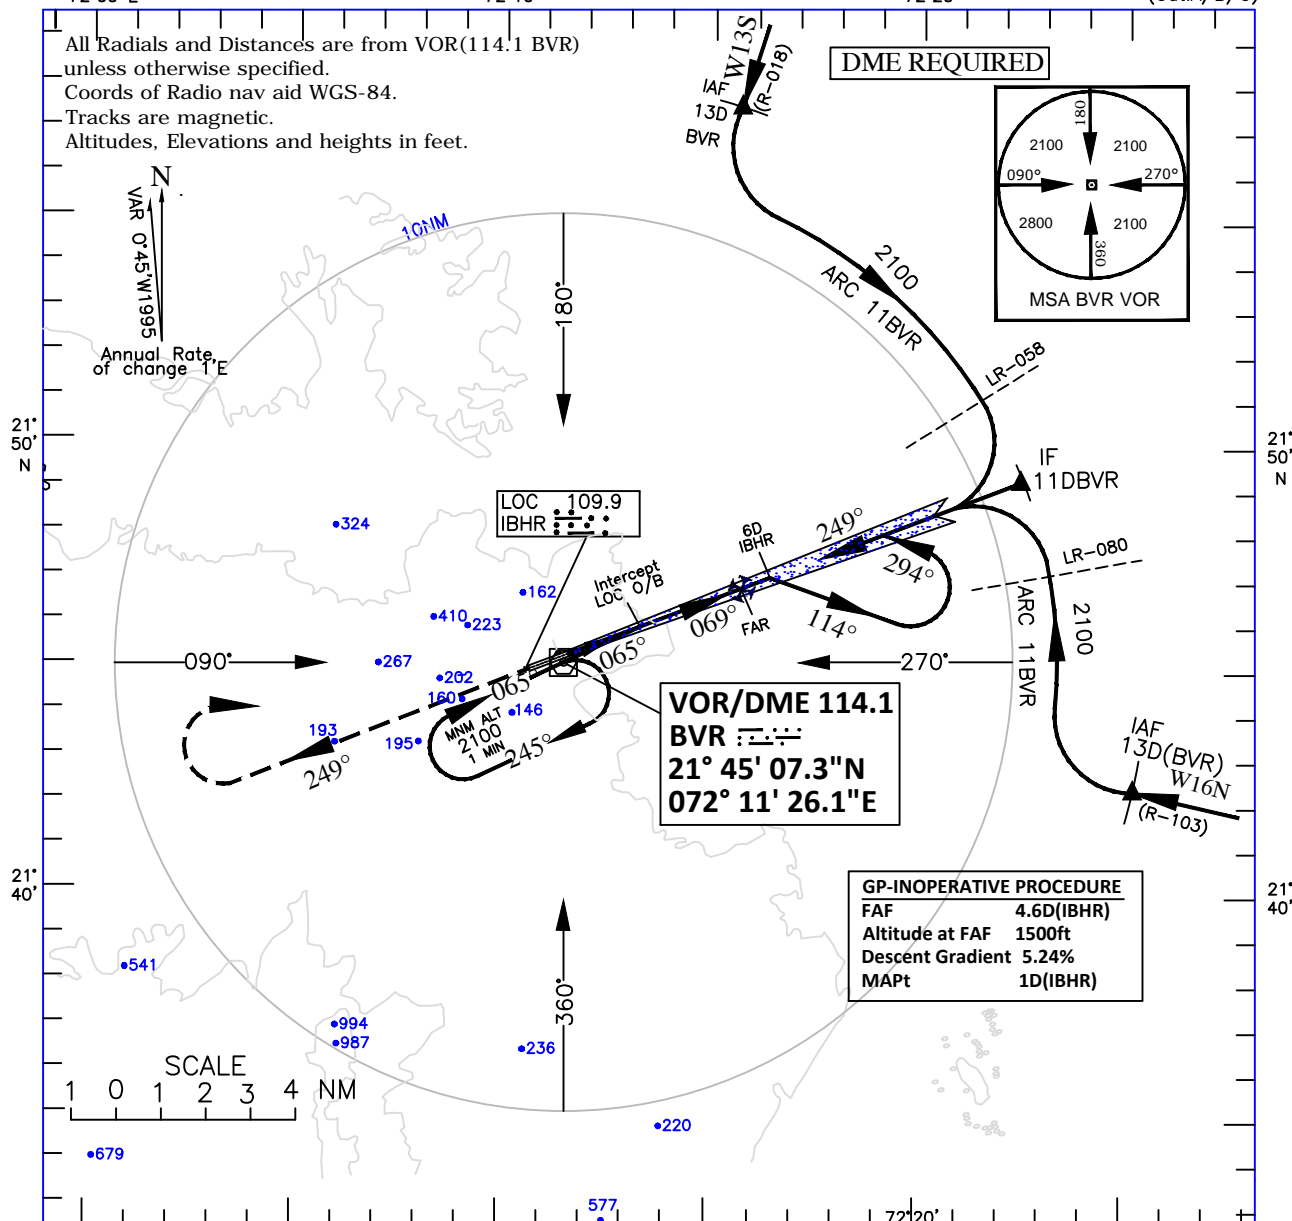 All Radials and Distances are from VOR(114.1 BVR)
unless otherwise specified.
Coords of Radio nav aid WGS-84.
Tracks are magnetic.
Altitudes, Elevations and heights in feet.
N
VAR 0°45'W1995
Annual Rate
of change 1'E
10NM
W13S
(R-018)
IAF
13D
BVR
DME REQUIRED
180
2100
2100
090°
270°
2800
2100
360
MSA BVR VOR
2100
ARC 11BVR
180°
LR-058
21°
50'
N
21°
50'
N
IF
11DBVR
LOC 109.9
IBHR
324
6D
IBHR
249°
294°
LR-080
Intercept
LOC O/B
162
410
223
069°
FAR
114°
ARC 11BVR
2100
065°
090°
267
270°
202
065°
160
146
MNM ALT
2100
1 MIN
245°
193
195
249°
VOR/DME 114.1
BVR
21° 45' 07.3"N
072° 11' 26.1"E
IAF
13D(BVR)
W16N
(R-103)
21°
40'
21°
40'
GP-INOPERATIVE PROCEDURE
FAF 4.6D(IBHR)
Altitude at FAF 1500ft
Descent Gradient 5.24%
MAPt 1D(IBHR)
541
360°
994
987
236
SCALE
1 0 1 2 3 4 NM
220
679
577
72°20'